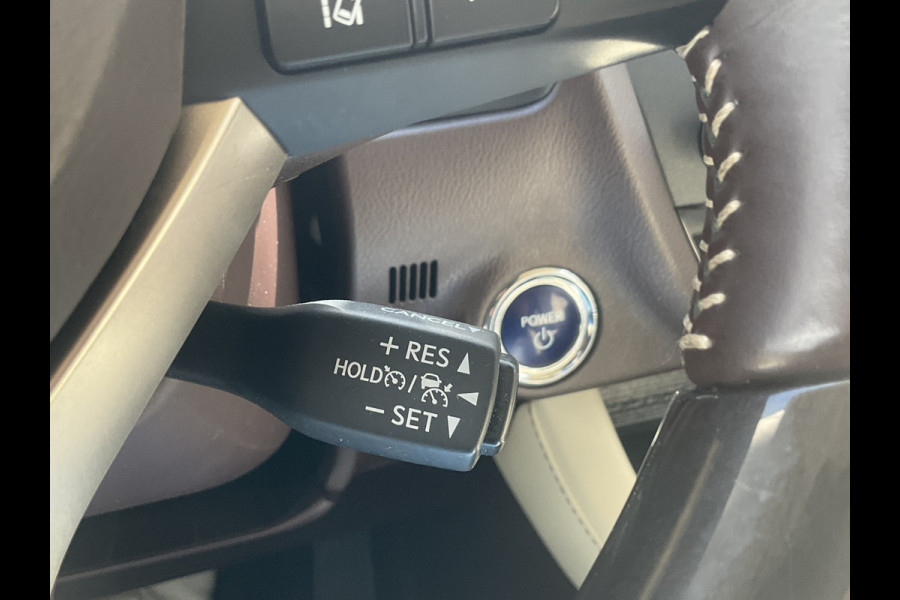 POWER
CANCEL▼
+ RES ▲
HOLD / ◀
− SET ▼